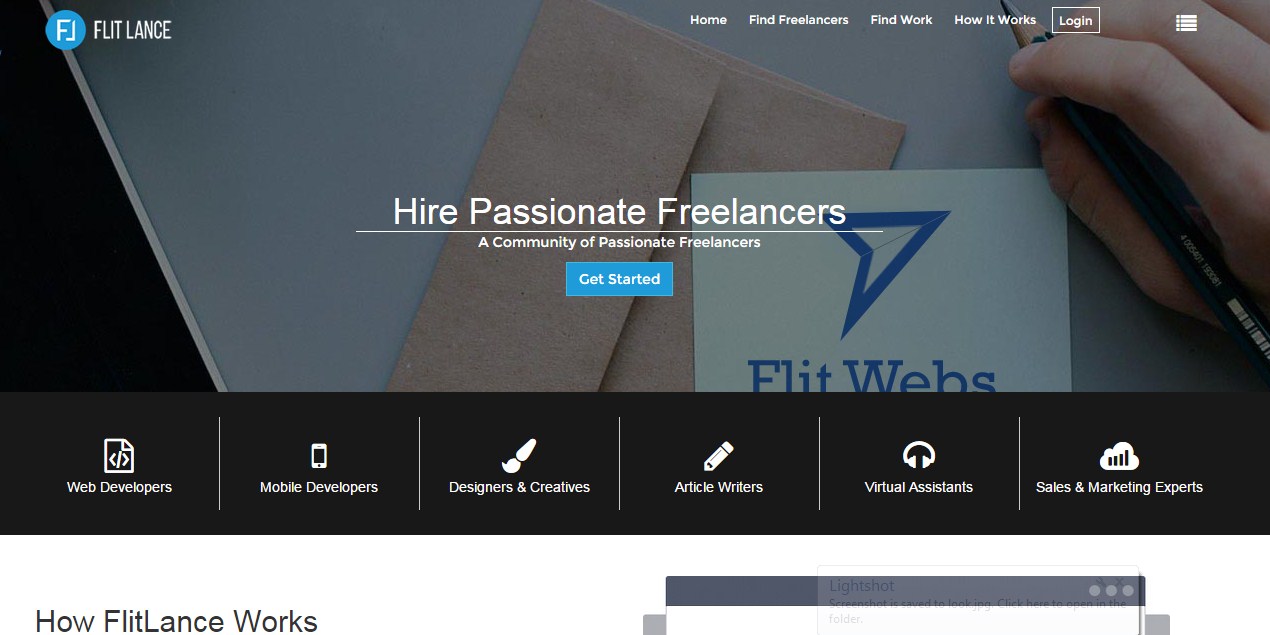 FLIT LANCE
Home Find Freelancers Find Work How It Works Login
Hire Passionate Freelancers
A Community of Passionate Freelancers
Get Started
Flit Webs
Web Developers Mobile Developers Designers & Creatives Article Writers Virtual Assistants Sales & Marketing Experts
How FlitLance Works
Lightshot
Screenshot is saved to look.jpg. Click here to open in the
folder.